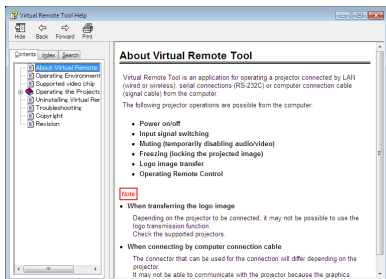 Virtual Remote Tool Help
Hide Back Forward Print
Contents Index Search
About Virtual Remote
Operating Environment
Supported video chip
Operating the Projecto
Uninstalling Virtual Rer
Troubleshooting
Copyright
Revision
About Virtual Remote Tool
Virtual Remote Tool is an application for operating a projector connected by LAN
(wired or wireless), serial connections (RS-232C) or computer connection cable
(signal cable) from the computer.
The following projector operations are possible from the computer:
• Power on/off
• Input signal switching
• Muting (temporarily disabling audio/video)
• Freezing (locking the projected image)
• Logo image transfer
• Operating Remote Control
Note
• When transferring the logo image
Depending on the projector to be connected, it may not be possible to use the
logo transmission function.
Check the supported projectors.
• When connecting by computer connection cable
The connector that can be used for the connection will differ depending on the
projector.
It may not be able to communicate with the projector because the graphics